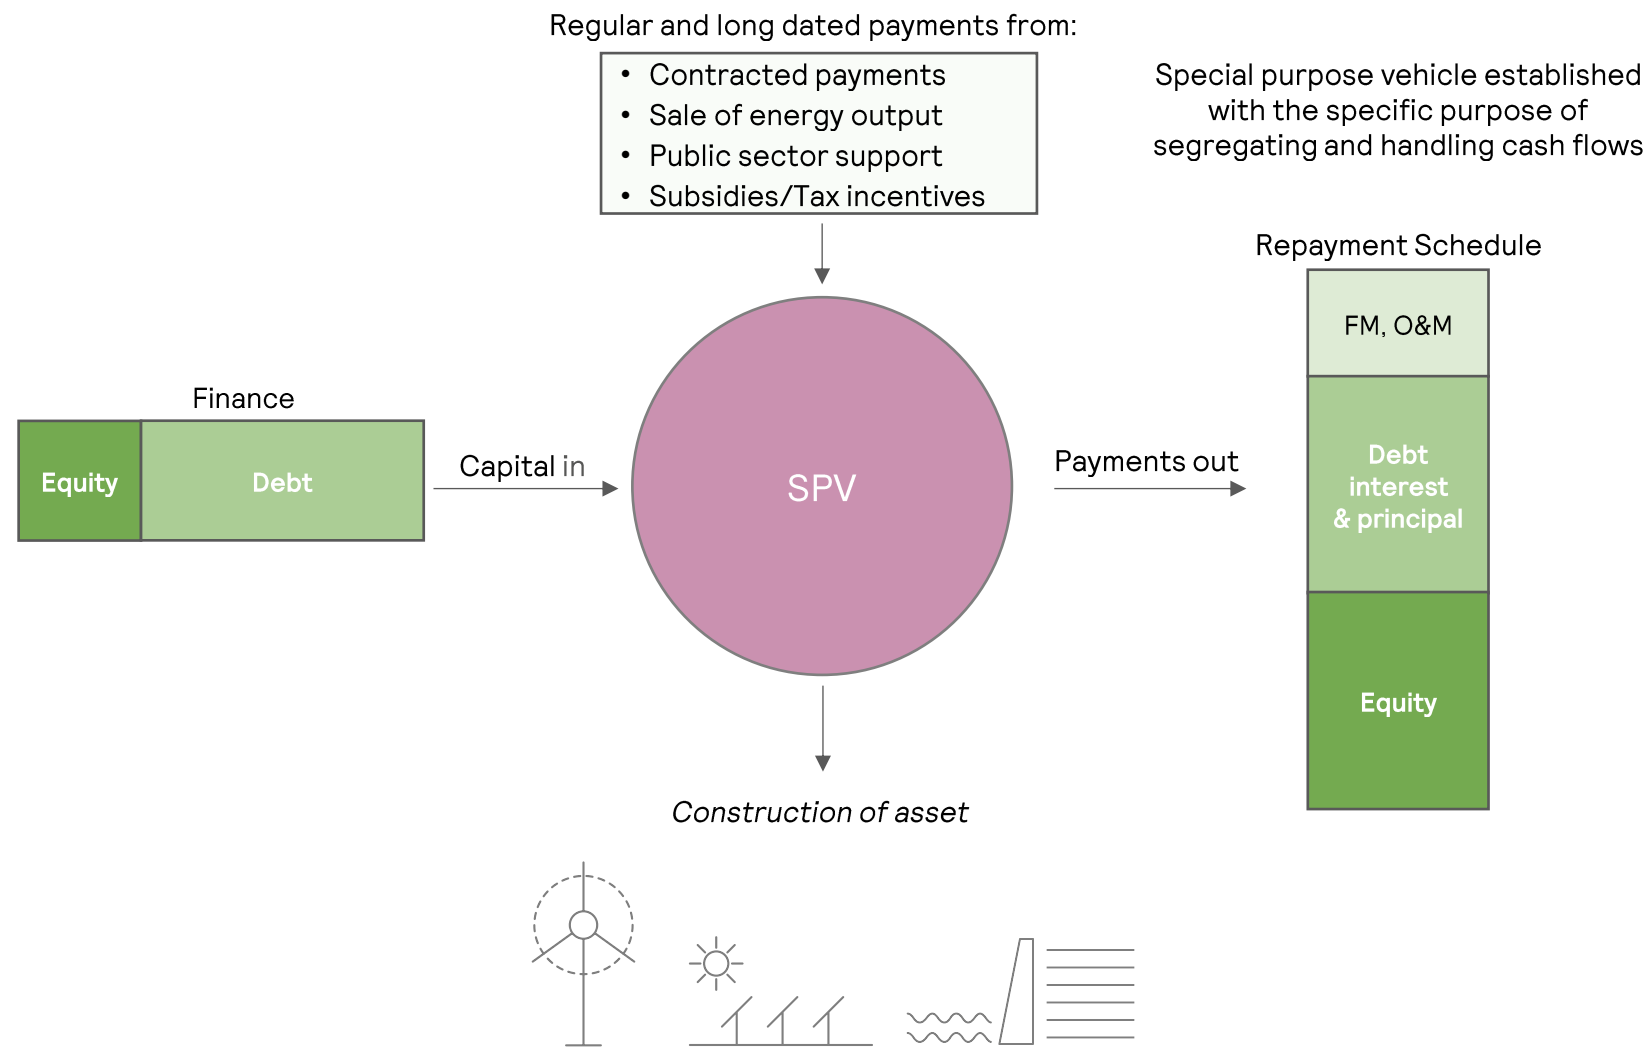 Regular and long dated payments from:
• Contracted payments
• Sale of energy output
• Public sector support
• Subsidies/Tax incentives
Special purpose vehicle established
with the specific purpose of
segregating and handling cash flows
Finance
Equity
Debt
Capital in
SPV
Payments out
Repayment Schedule
FM, O&M
Debt
interest
& principal
Equity
Construction of asset